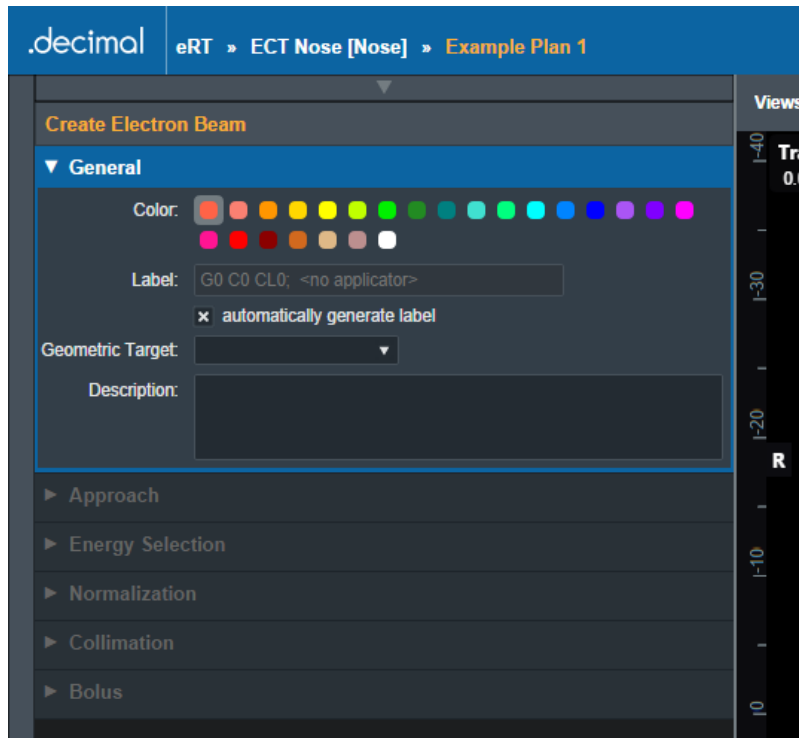 .decimal eRT » ECT Nose [Nose] » Example Plan 1
Create Electron Beam
▼ General
Color:
Label: G0 C0 CL0; <no applicator>
x automatically generate label
Geometric Target: ▼
Description:
► Approach
► Energy Selection
► Normalization
► Collimation
► Bolus
Views
-40
0.
-30
-20
R
-10
0